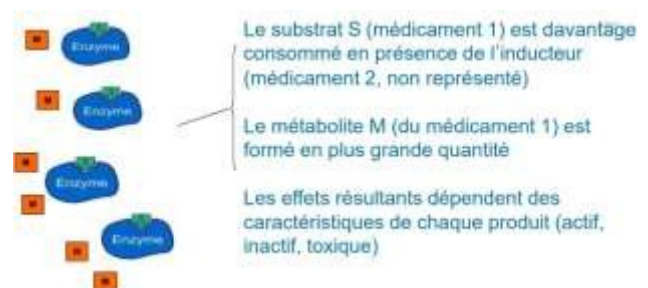 Le substrat S (médicament 1) est davantage
consommé en présence de l'inducteur
(médicament 2, non représenté)
Le métabolite M (du médicament 1) est
formé en plus grande quantité
Les effets résultants dépendent des
caractéristiques de chaque produit (actif,
inactif, toxique)
M
Enzyme
M
Enzyme
M
Enzyme
M
Enzyme
M
M